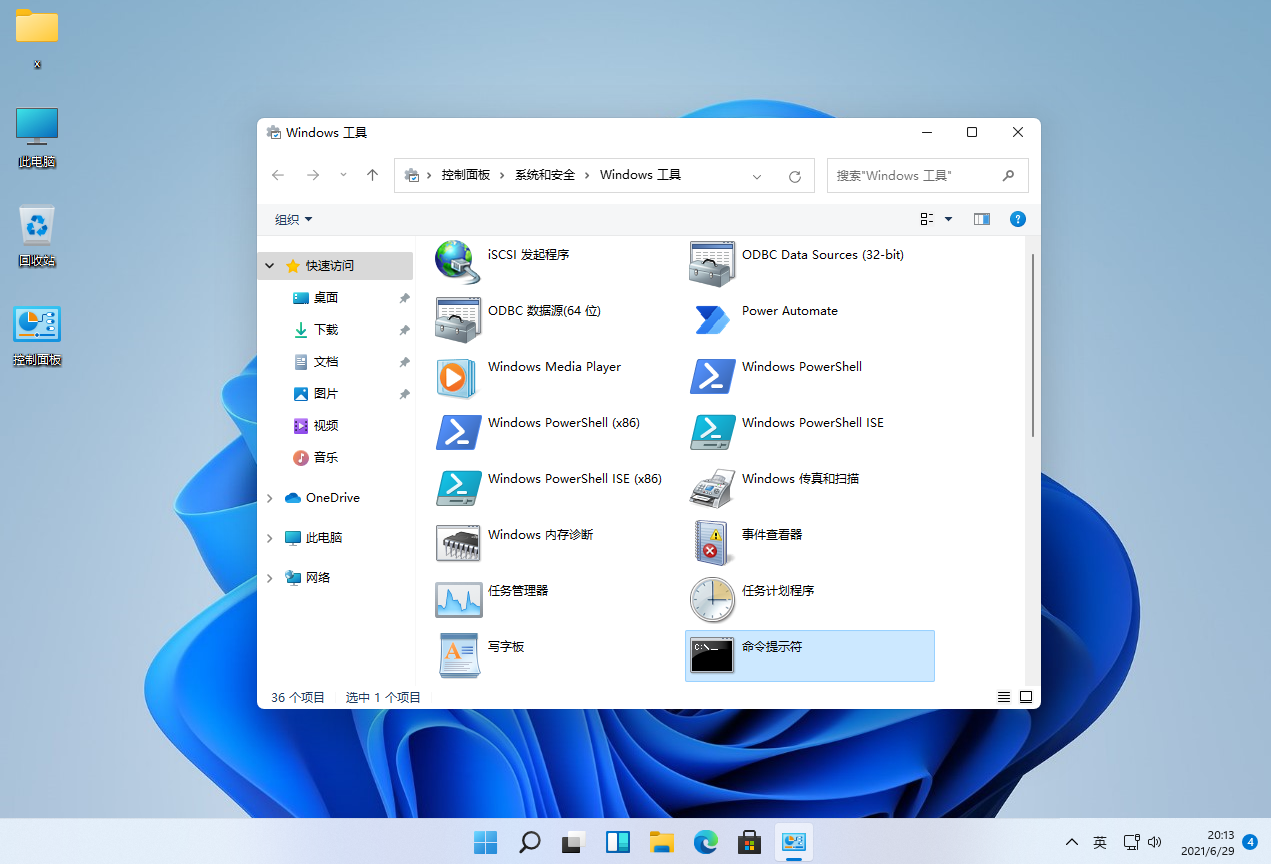 x
此电脑
回收站
控制面板
Windows 工具
控制面板 系统和安全 Windows 工具
搜索"Windows 工具"
组织
快速访问
桌面
下载
文档
图片
视频
音乐
OneDrive
此电脑
网络
iSCSI 发起程序
ODBC Data Sources (32-bit)
ODBC 数据源(64 位)
Power Automate
Windows Media Player
Windows PowerShell
Windows PowerShell (x86)
Windows PowerShell ISE
Windows PowerShell ISE (x86)
Windows 传真和扫描
Windows 内存诊断
事件查看器
任务管理器
任务计划程序
写字板
C:\._
命令提示符
36 个项目 选中 1 个项目
英
20:13
2021/6/29
4